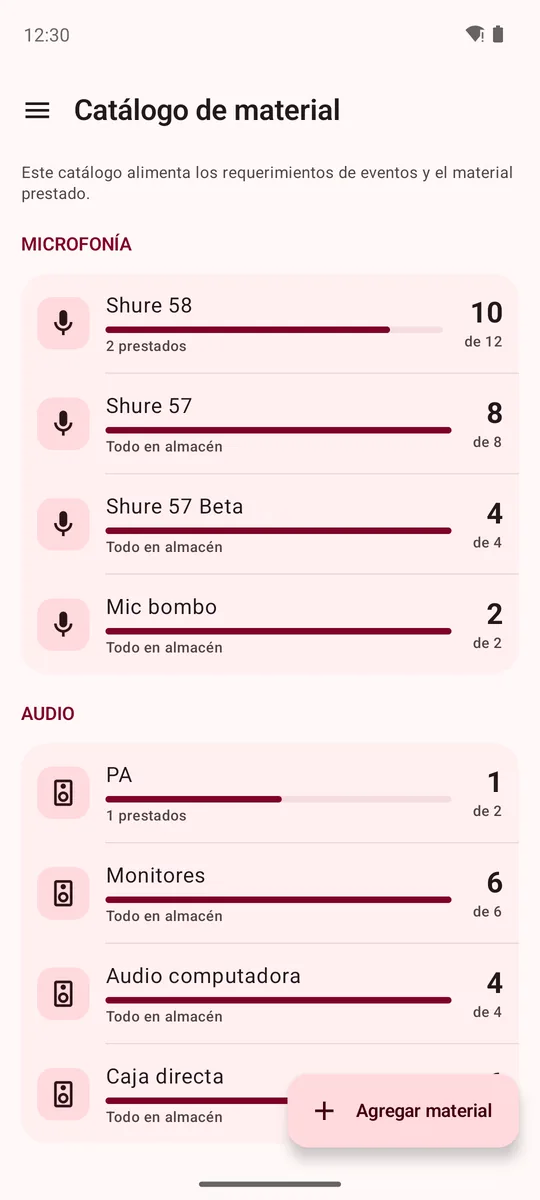 12:30
Catálogo de material
Este catálogo alimenta los requerimientos de eventos y el material
prestado.
MICROFONÍA
Shure 58
2 prestados
10
de 12
Shure 57
Todo en almacén
8
de 8
Shure 57 Beta
Todo en almacén
4
de 4
Mic bombo
Todo en almacén
2
de 2
AUDIO
PA
1 prestados
1
de 2
Monitores
Todo en almacén
6
de 6
Audio computadora
Todo en almacén
4
de 4
Caja directa
Todo en almacén
Agregar material